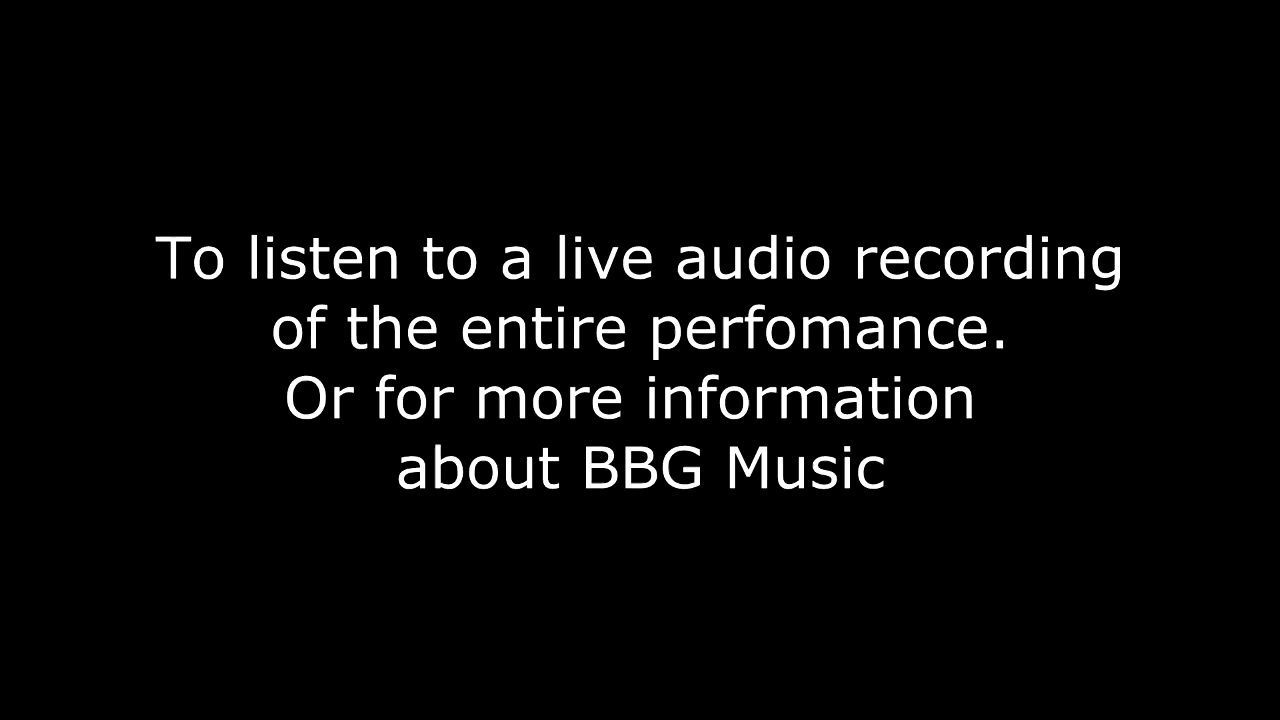 To listen to a live audio recording
of the entire perfomance.
Or for more information
about BBG Music